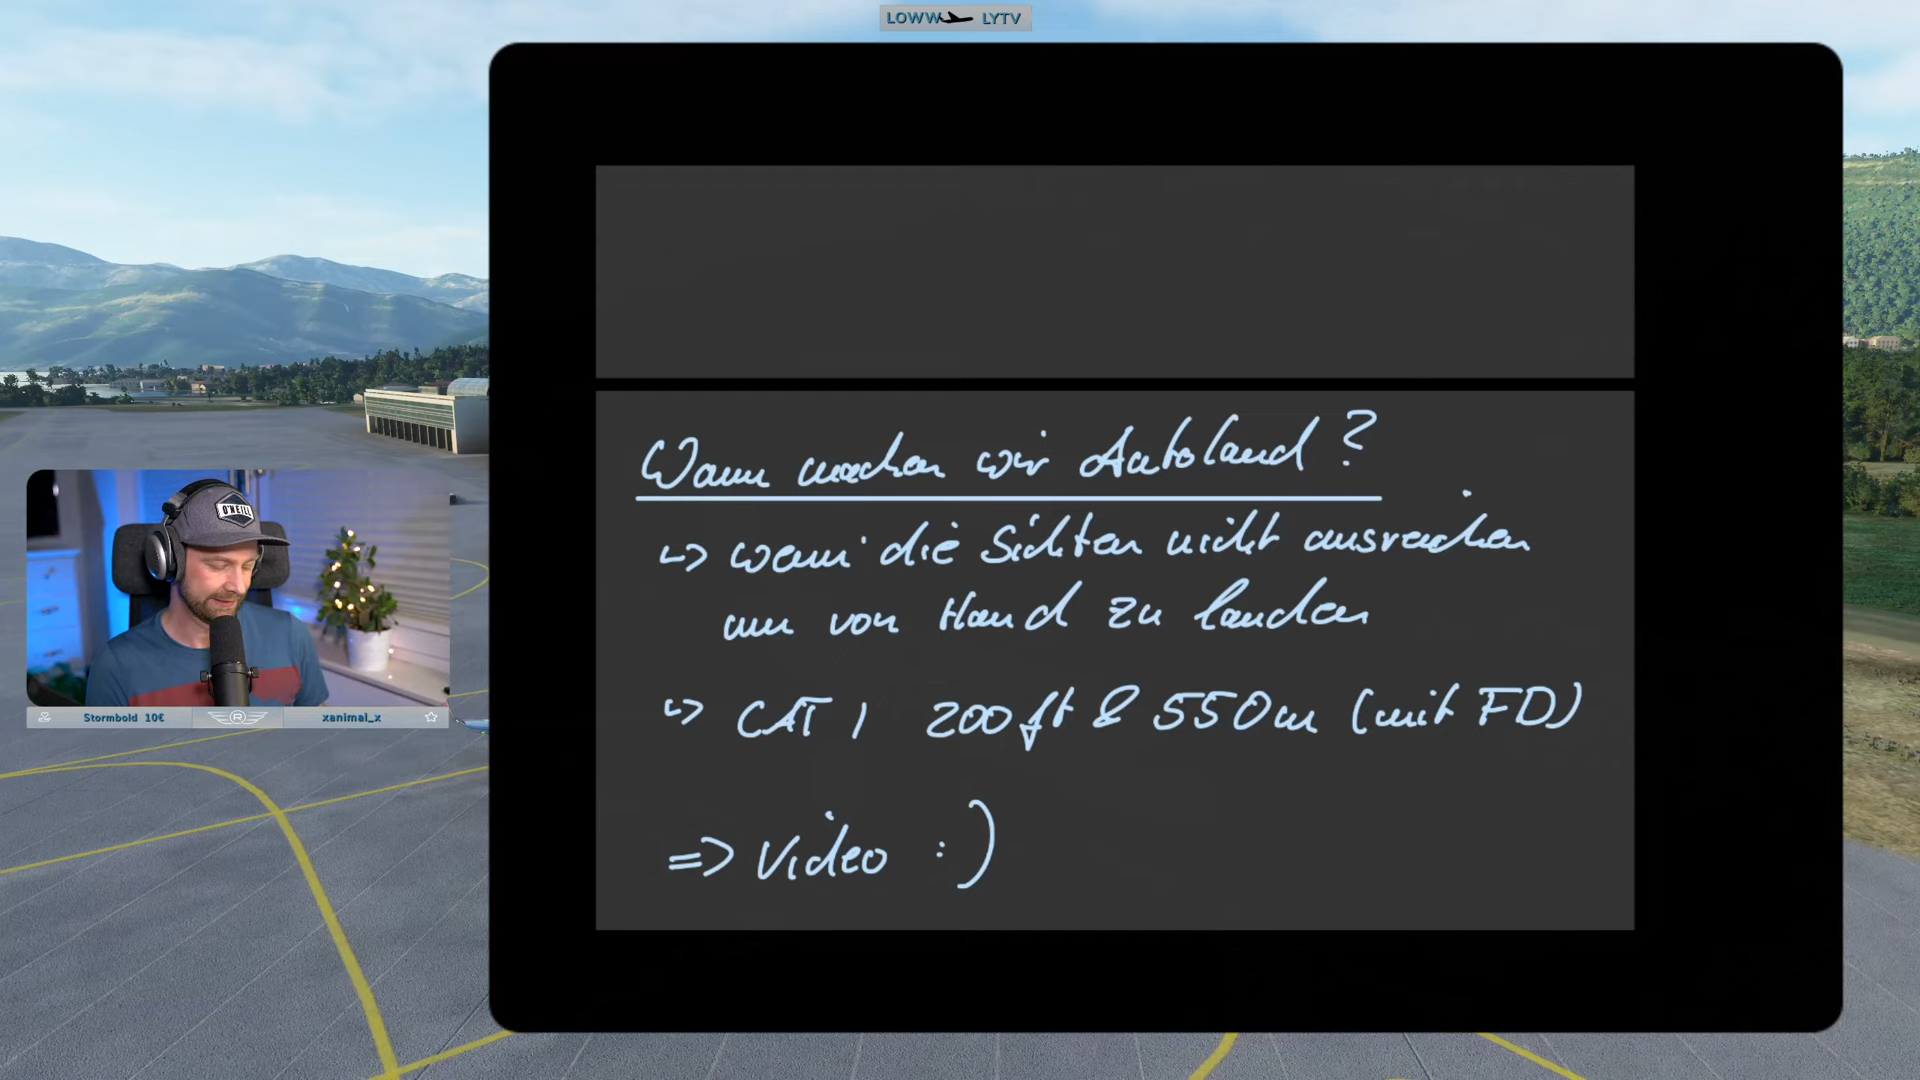 LOWW LYTV
Wann machen wir Autoland?
↪ wenn die Sichten nicht ausreichen
um von Hand zu landen
↪ CAT I 200ft & 550m (mit FD)
=> Video :)
O'NEILL
Stormbold 10€ R xanimal_x